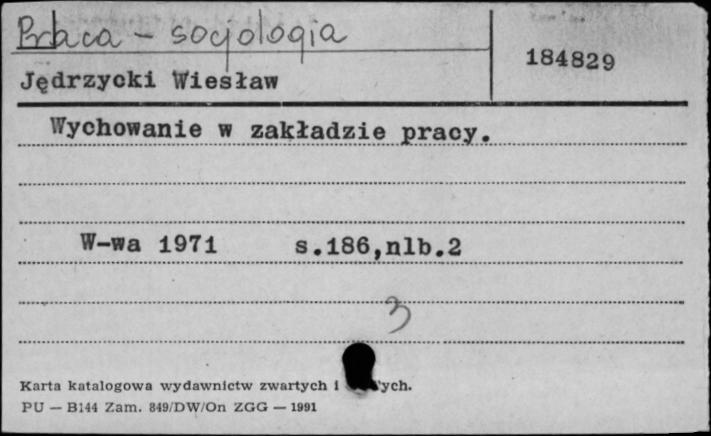 Praca - socjologia
184829
Jędrzycki Wiesław
Wychowanie w zakładzie pracy.
W-wa 1971 s.186,nlb.2
3
Karta katalogowa wydawnictw zwartych i
PU — B144 Zam. 849/DW/On ZGG — 1991